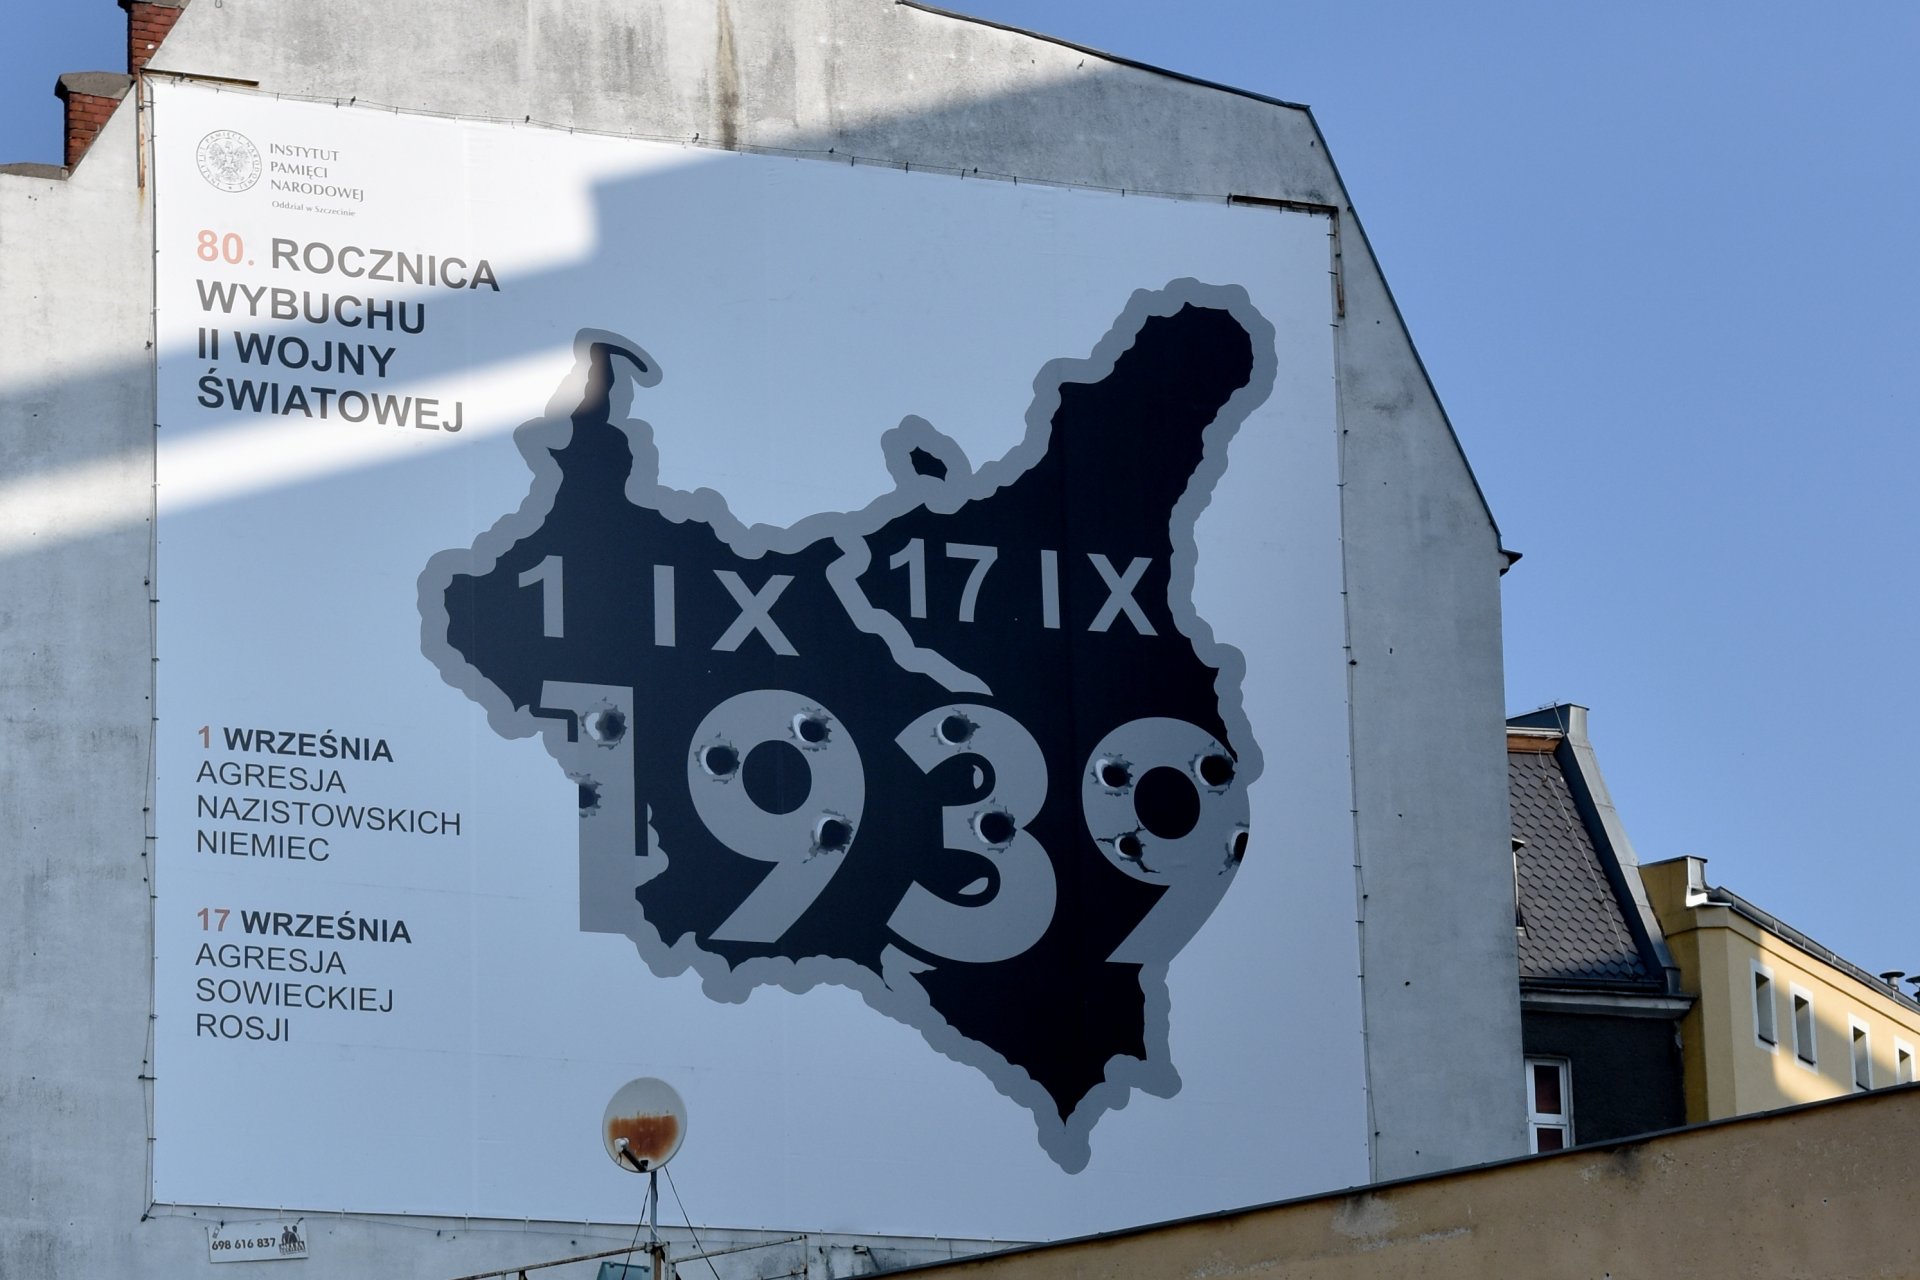 INSTYTUT
PAMIĘCI
NARODOWEJ
Oddział w Szczecinie
80. ROCZNICA
WYBUCHU
II WOJNY
ŚWIATOWEJ
1 IX 17 IX
1939
1 WRZEŚNIA
AGRESJA
NAZISTOWSKICH
NIEMIEC
17 WRZEŚNIA
AGRESJA
SOWIECKIEJ
ROSJI
698 616 837